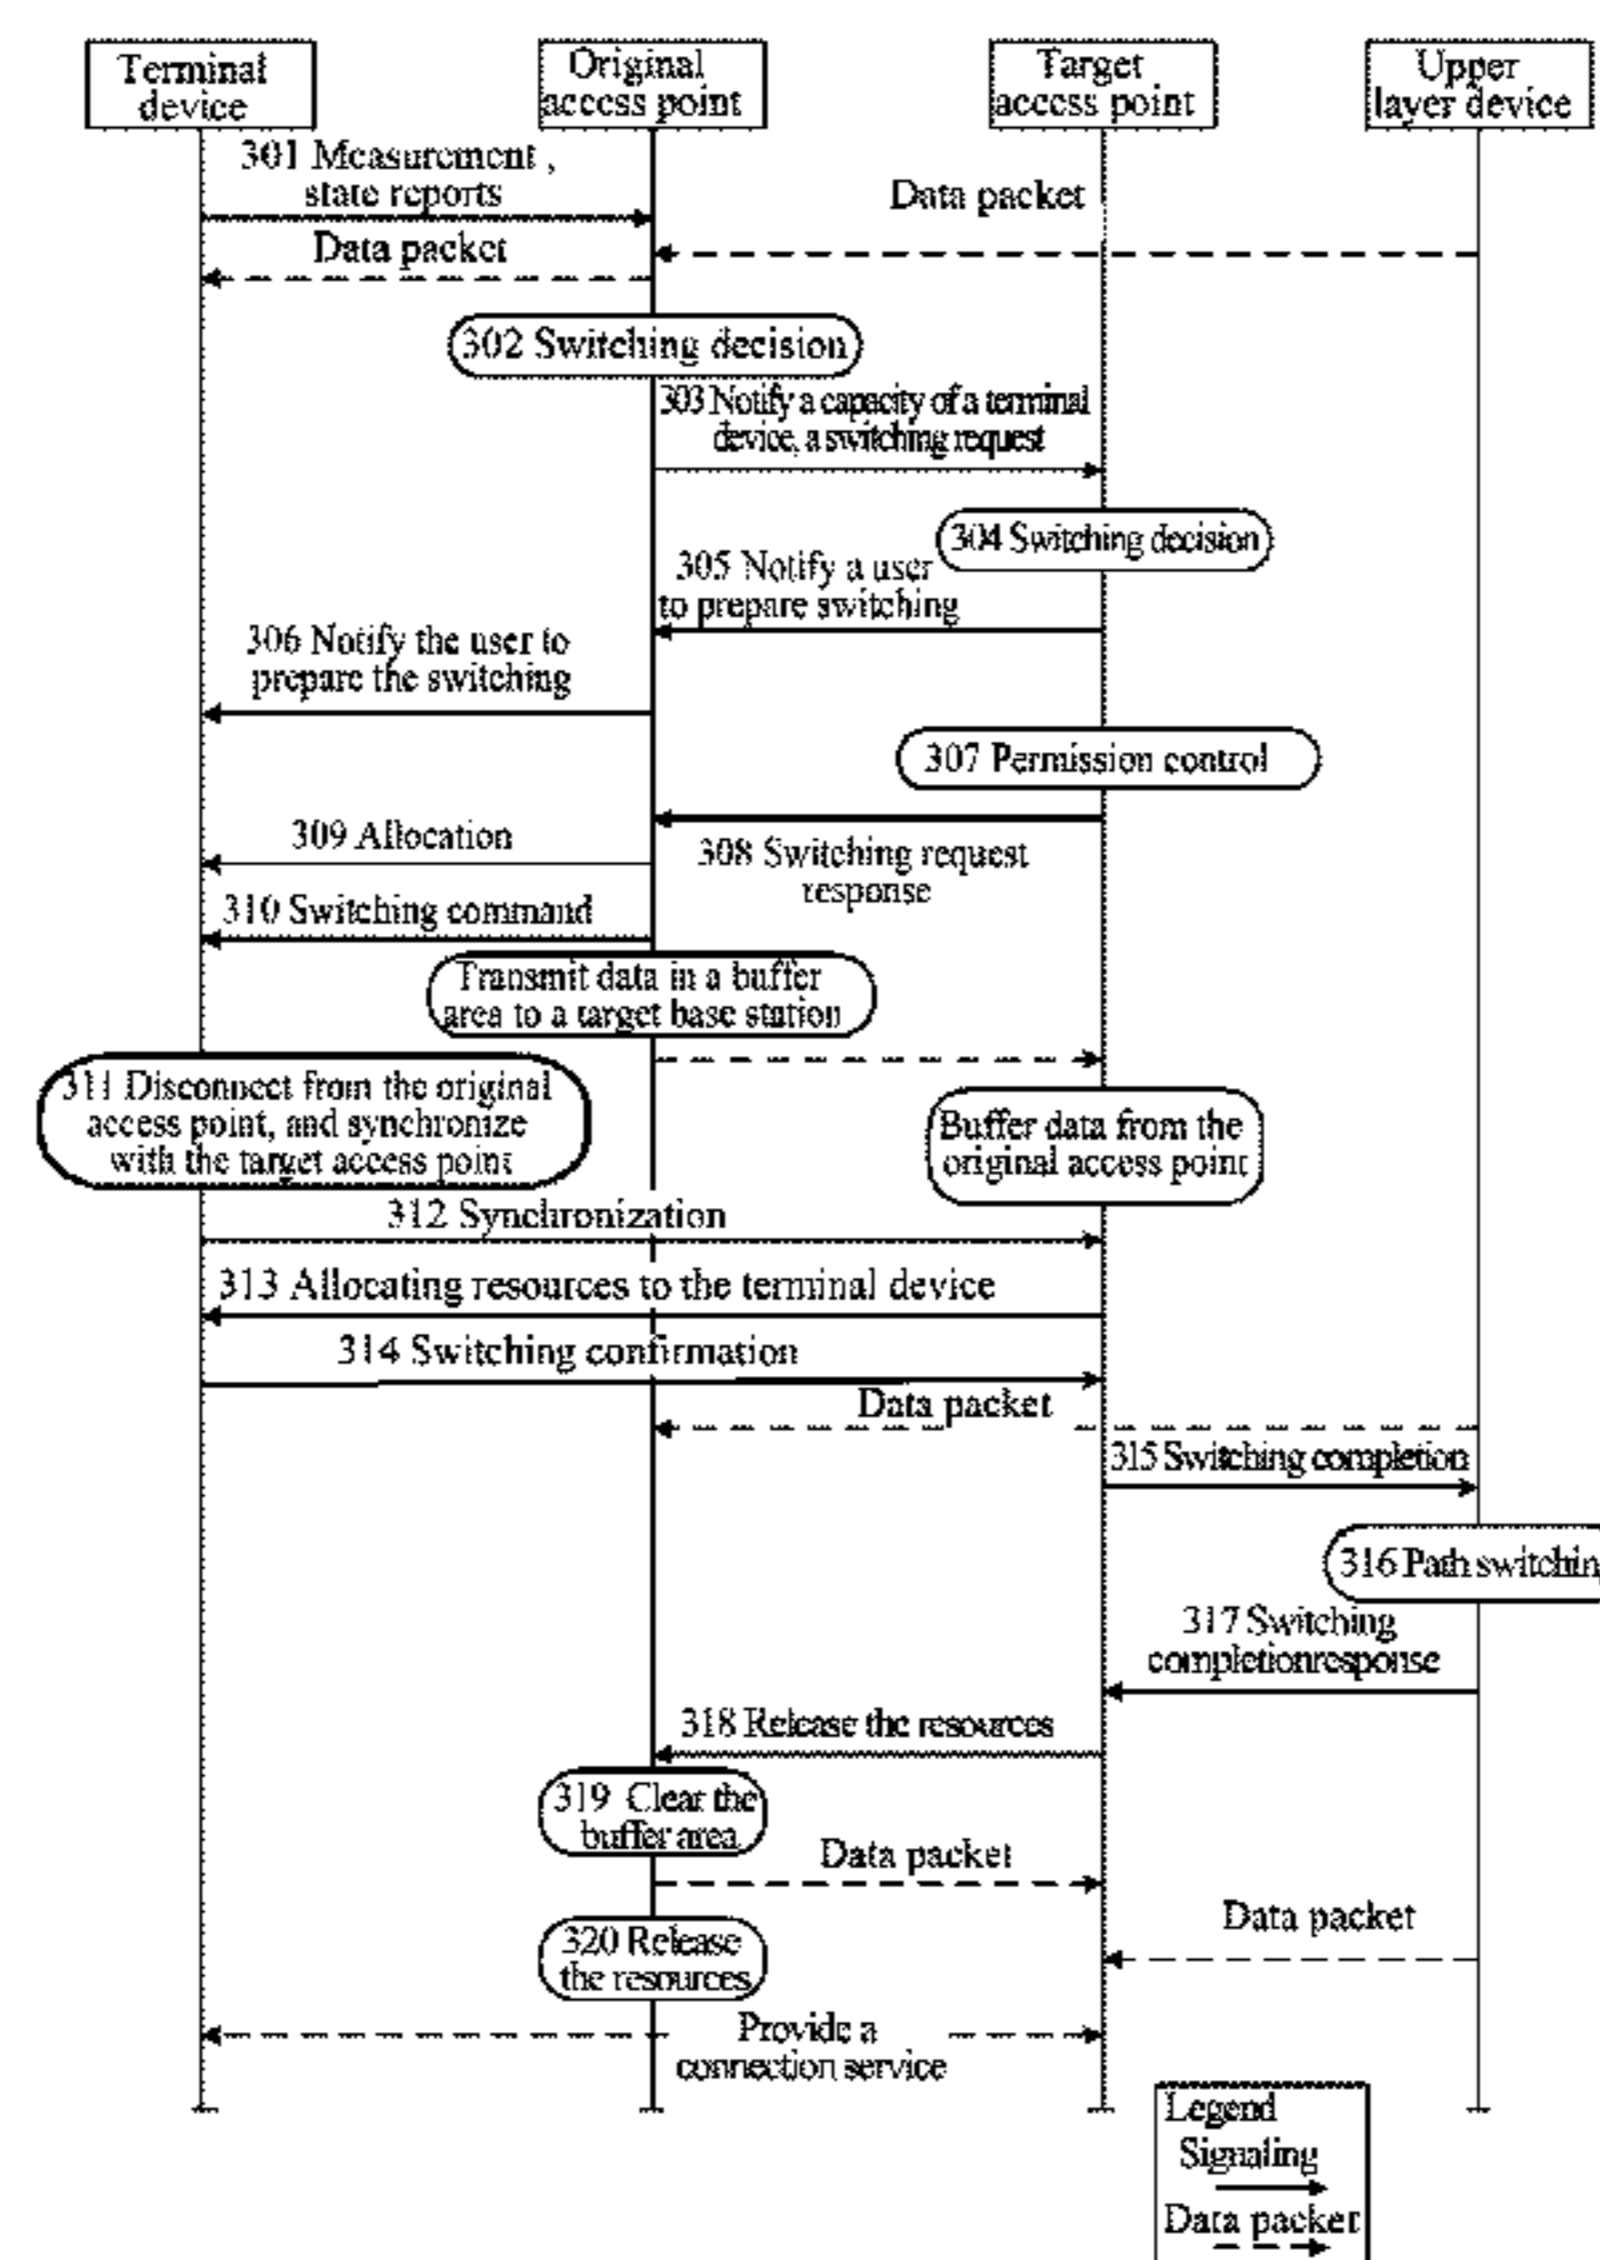 Terminal
device
Original
access point
Target
access point
Upper
layer device
301 Measurement ,
state reports
Data packet
Data packet
302 Switching decision
303 Notify a capacity of a terminal
device, a switching request
304 Switching decision
305 Notify a user
to prepare switching
306 Notify the user to
prepare the switching
307 Permission control
309 Allocation
308 Switching request
response
310 Switching command
Transmit data in a buffer
area to a target base station
311 Disconnect from the original
access point, and synchronize
with the target access point
Buffer data from the
original access point
312 Synchronization
313 Allocating resources to the terminal device
314 Switching confirmation
Data packet
315 Switching completion
316 Path switchin
317 Switching
completionresponse
318 Release the resources
319 Clear the
buffer area
Data packet
Data packet
320 Release
the resources
Provide a
connection service
Legend
Signaling
Data packet